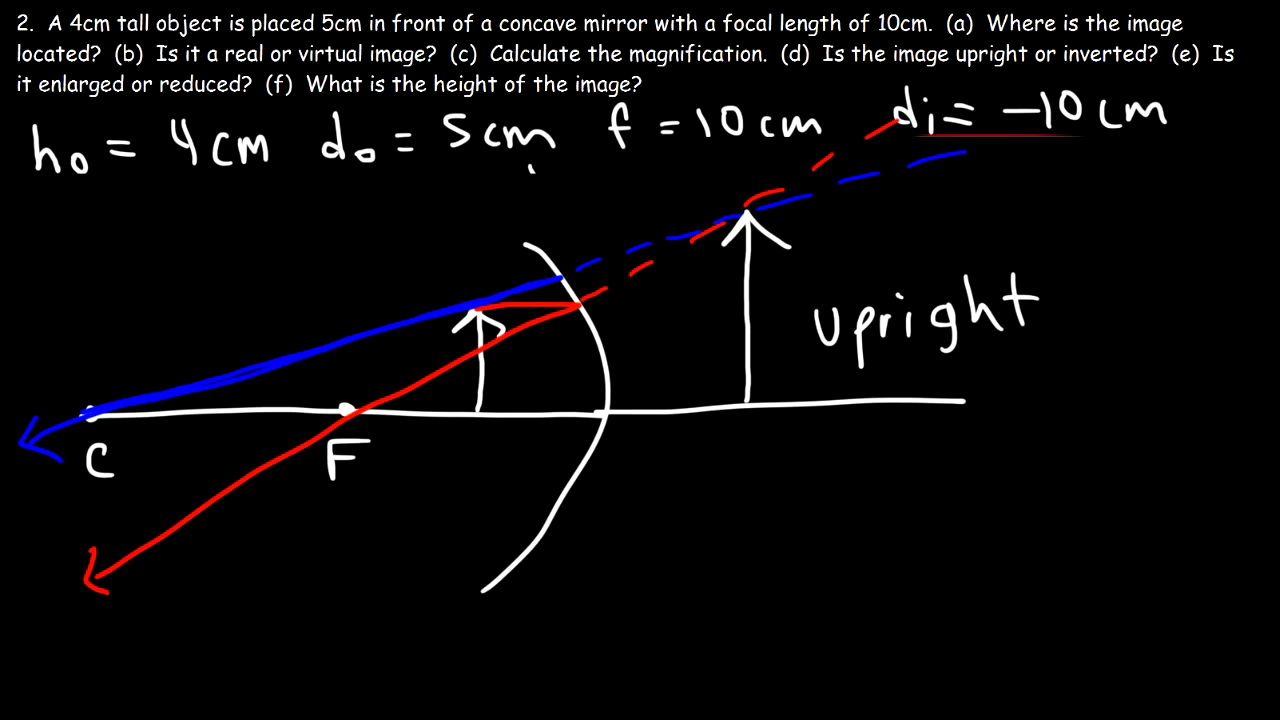 2. A 4cm tall object is placed 5cm in front of a concave mirror with a focal length of 10cm. (a) Where is the image
located? (b) Is it a real or virtual image? (c) Calculate the magnification. (d) Is the image upright or inverted? (e) Is
it enlarged or reduced? (f) What is the height of the image?
ho = 4cm do = 5cm f = 10cm di = -10cm
Upright
C F